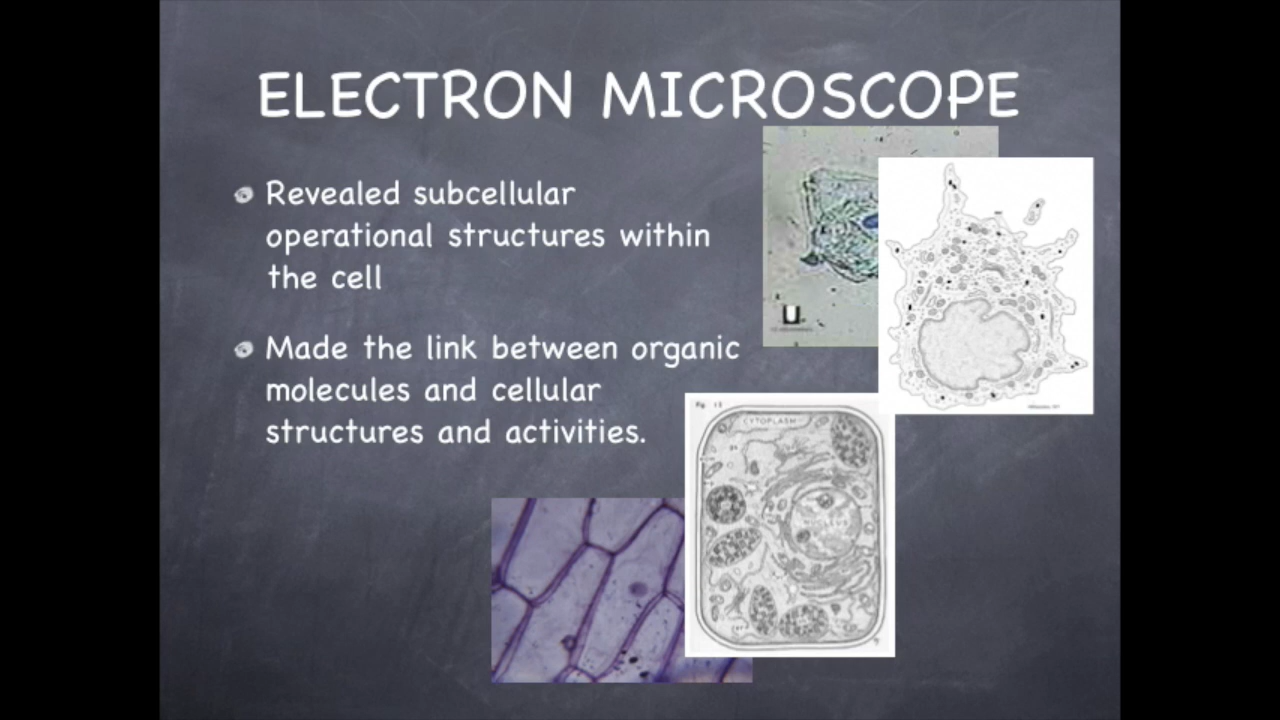 ELECTRON MICROSCOPE
Revealed subcellular
operational structures within
the cell
Made the link between organic
molecules and cellular
structures and activities.
CYTOPLASM
NUCLEUS